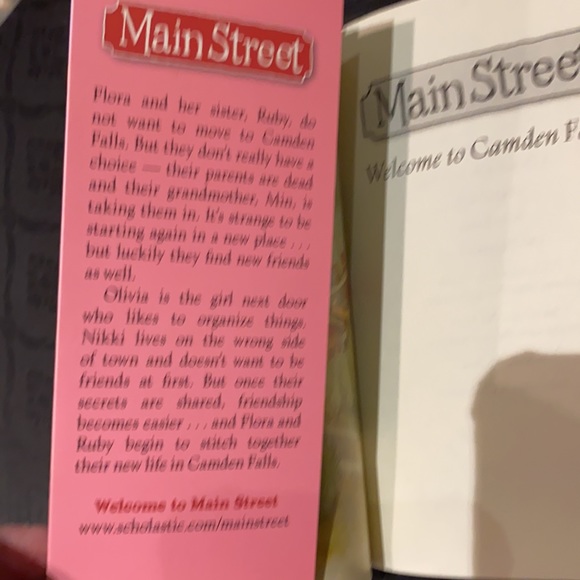 Main Street
Flora and her sister, Ruby, do
not want to move to Camden
Falls. But they don't really have a
choice — their parents are dead
and their grandmother, Min, is
taking them in. It's strange to be
starting again in a new place . . .
but luckily they find new friends
as well.
Olivia is the girl next door
who likes to organize things.
Nikki lives on the wrong side
of town and doesn't want to be
friends at first. But once their
secrets are shared, friendship
becomes easier . . . and Flora and
Ruby begin to stitch together
their new life in Camden Falls.
Welcome to Main Street
www.scholastic.com/mainstreet
Main Stree
Welcome to Camden F